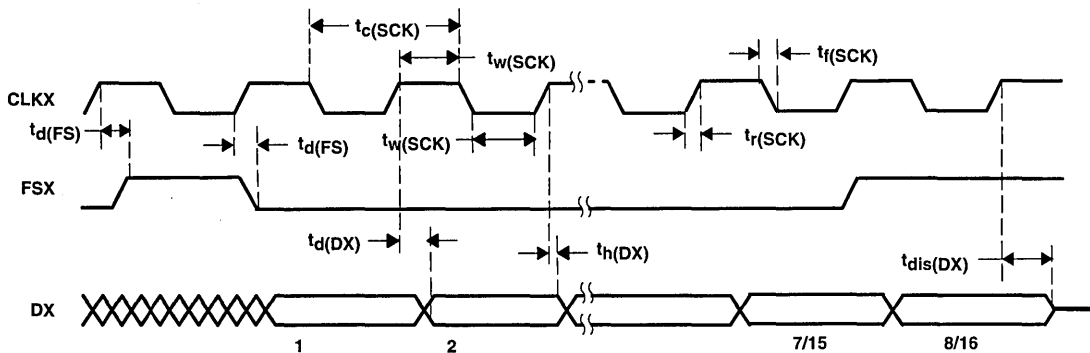 tc(SCK)
tw(SCK)
tf(SCK)
CLKX
td(FS)
td(FS)
tw(SCK)
tr(SCK)
FSX
td(DX)
th(DX)
tdis(DX)
DX
1 2 7/15 8/16